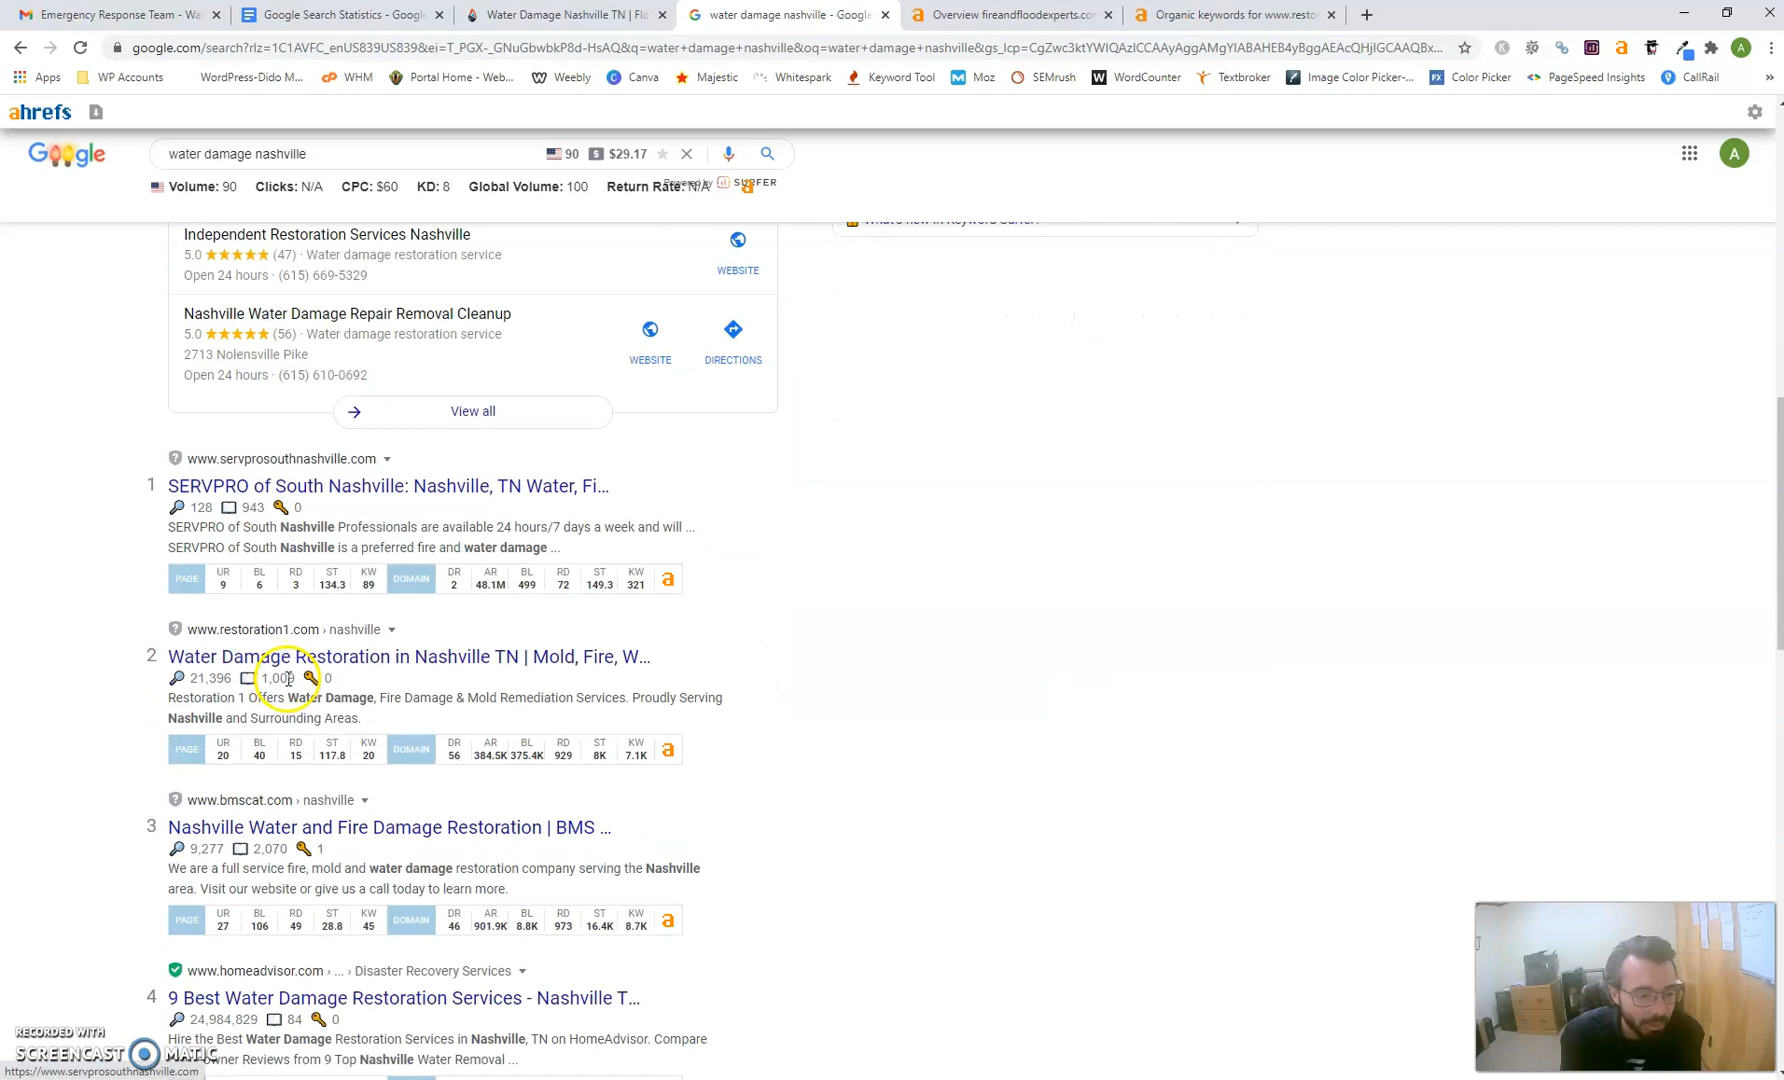 Emergency Response Team - Wat
Google Search Statistics - Google
Water Damage Nashville TN | Flo
water damage nashville - Google
Overview fireandfloodexperts.co
Organic keywords for www.resto
google.com/search?rlz=1C1AVFC_enUS839US839&ei=T_PGX-_GNuGbwbkP8d-HsAQ&q=water+damage+nashville&oq=water+damage+nashville&gs_lcp=
Apps WP Accounts WordPress-Dido M... WHM Portal Home - Web... Weebly Canva Majestic Whitespark Keyword Tool Moz SEMrush WordCounter Textbroker Image Color Picker-... Color Picker PageSpeed Insights CallRail »
ahrefs
Google water damage nashville 90 $29.17 A
Volume: 90 Clicks: N/A CPC: $60 KD: 8 Global Volume: 100 Return Rate: N/A Powered by SURFER
What's new in Keyword Surfer?
Independent Restoration Services Nashville
5.0 (47) · Water damage restoration service
Open 24 hours · (615) 669-5329
WEBSITE
Nashville Water Damage Repair Removal Cleanup
5.0 (56) · Water damage restoration service
2713 Nolensville Pike
Open 24 hours · (615) 610-0692
WEBSITE DIRECTIONS
View all
www.servprosouthnashville.com
1 SERVPRO of South Nashville: Nashville, TN Water, Fi...
128 943 0
SERVPRO of South Nashville Professionals are available 24 hours/7 days a week and will ...
SERVPRO of South Nashville is a preferred fire and water damage ...
PAGE UR BL RD ST KW DOMAIN DR AR BL RD ST KW
9 6 3 134.3 89 2 48.1M 499 72 149.3 321
www.restoration1.com › nashville
2 Water Damage Restoration in Nashville TN | Mold, Fire, W...
21,396 1,009 0
Restoration 1 Offers Water Damage, Fire Damage & Mold Remediation Services. Proudly Serving
Nashville and Surrounding Areas.
PAGE UR BL RD ST KW DOMAIN DR AR BL RD ST KW
20 40 15 117.8 20 56 384.5K 375.4K 929 8K 7.1K
www.bmscat.com › nashville
3 Nashville Water and Fire Damage Restoration | BMS ...
9,277 2,070 1
We are a full service fire, mold and water damage restoration company serving the Nashville
area. Visit our website or give us a call today to learn more.
PAGE UR BL RD ST KW DOMAIN DR AR BL RD ST KW
27 106 49 28.8 45 46 901.9K 8.8K 973 16.4K 8.7K
www.homeadvisor.com › ... › Disaster Recovery Services
4 9 Best Water Damage Restoration Services - Nashville T...
24,984,829 84 0
Hire the Best Water Damage Restoration Services in Nashville, TN on HomeAdvisor. Compare
owner Reviews from 9 Top Nashville Water Removal ...
RECORDED WITH
SCREENCAST MATIC
https://www.servprosouthnashville.com